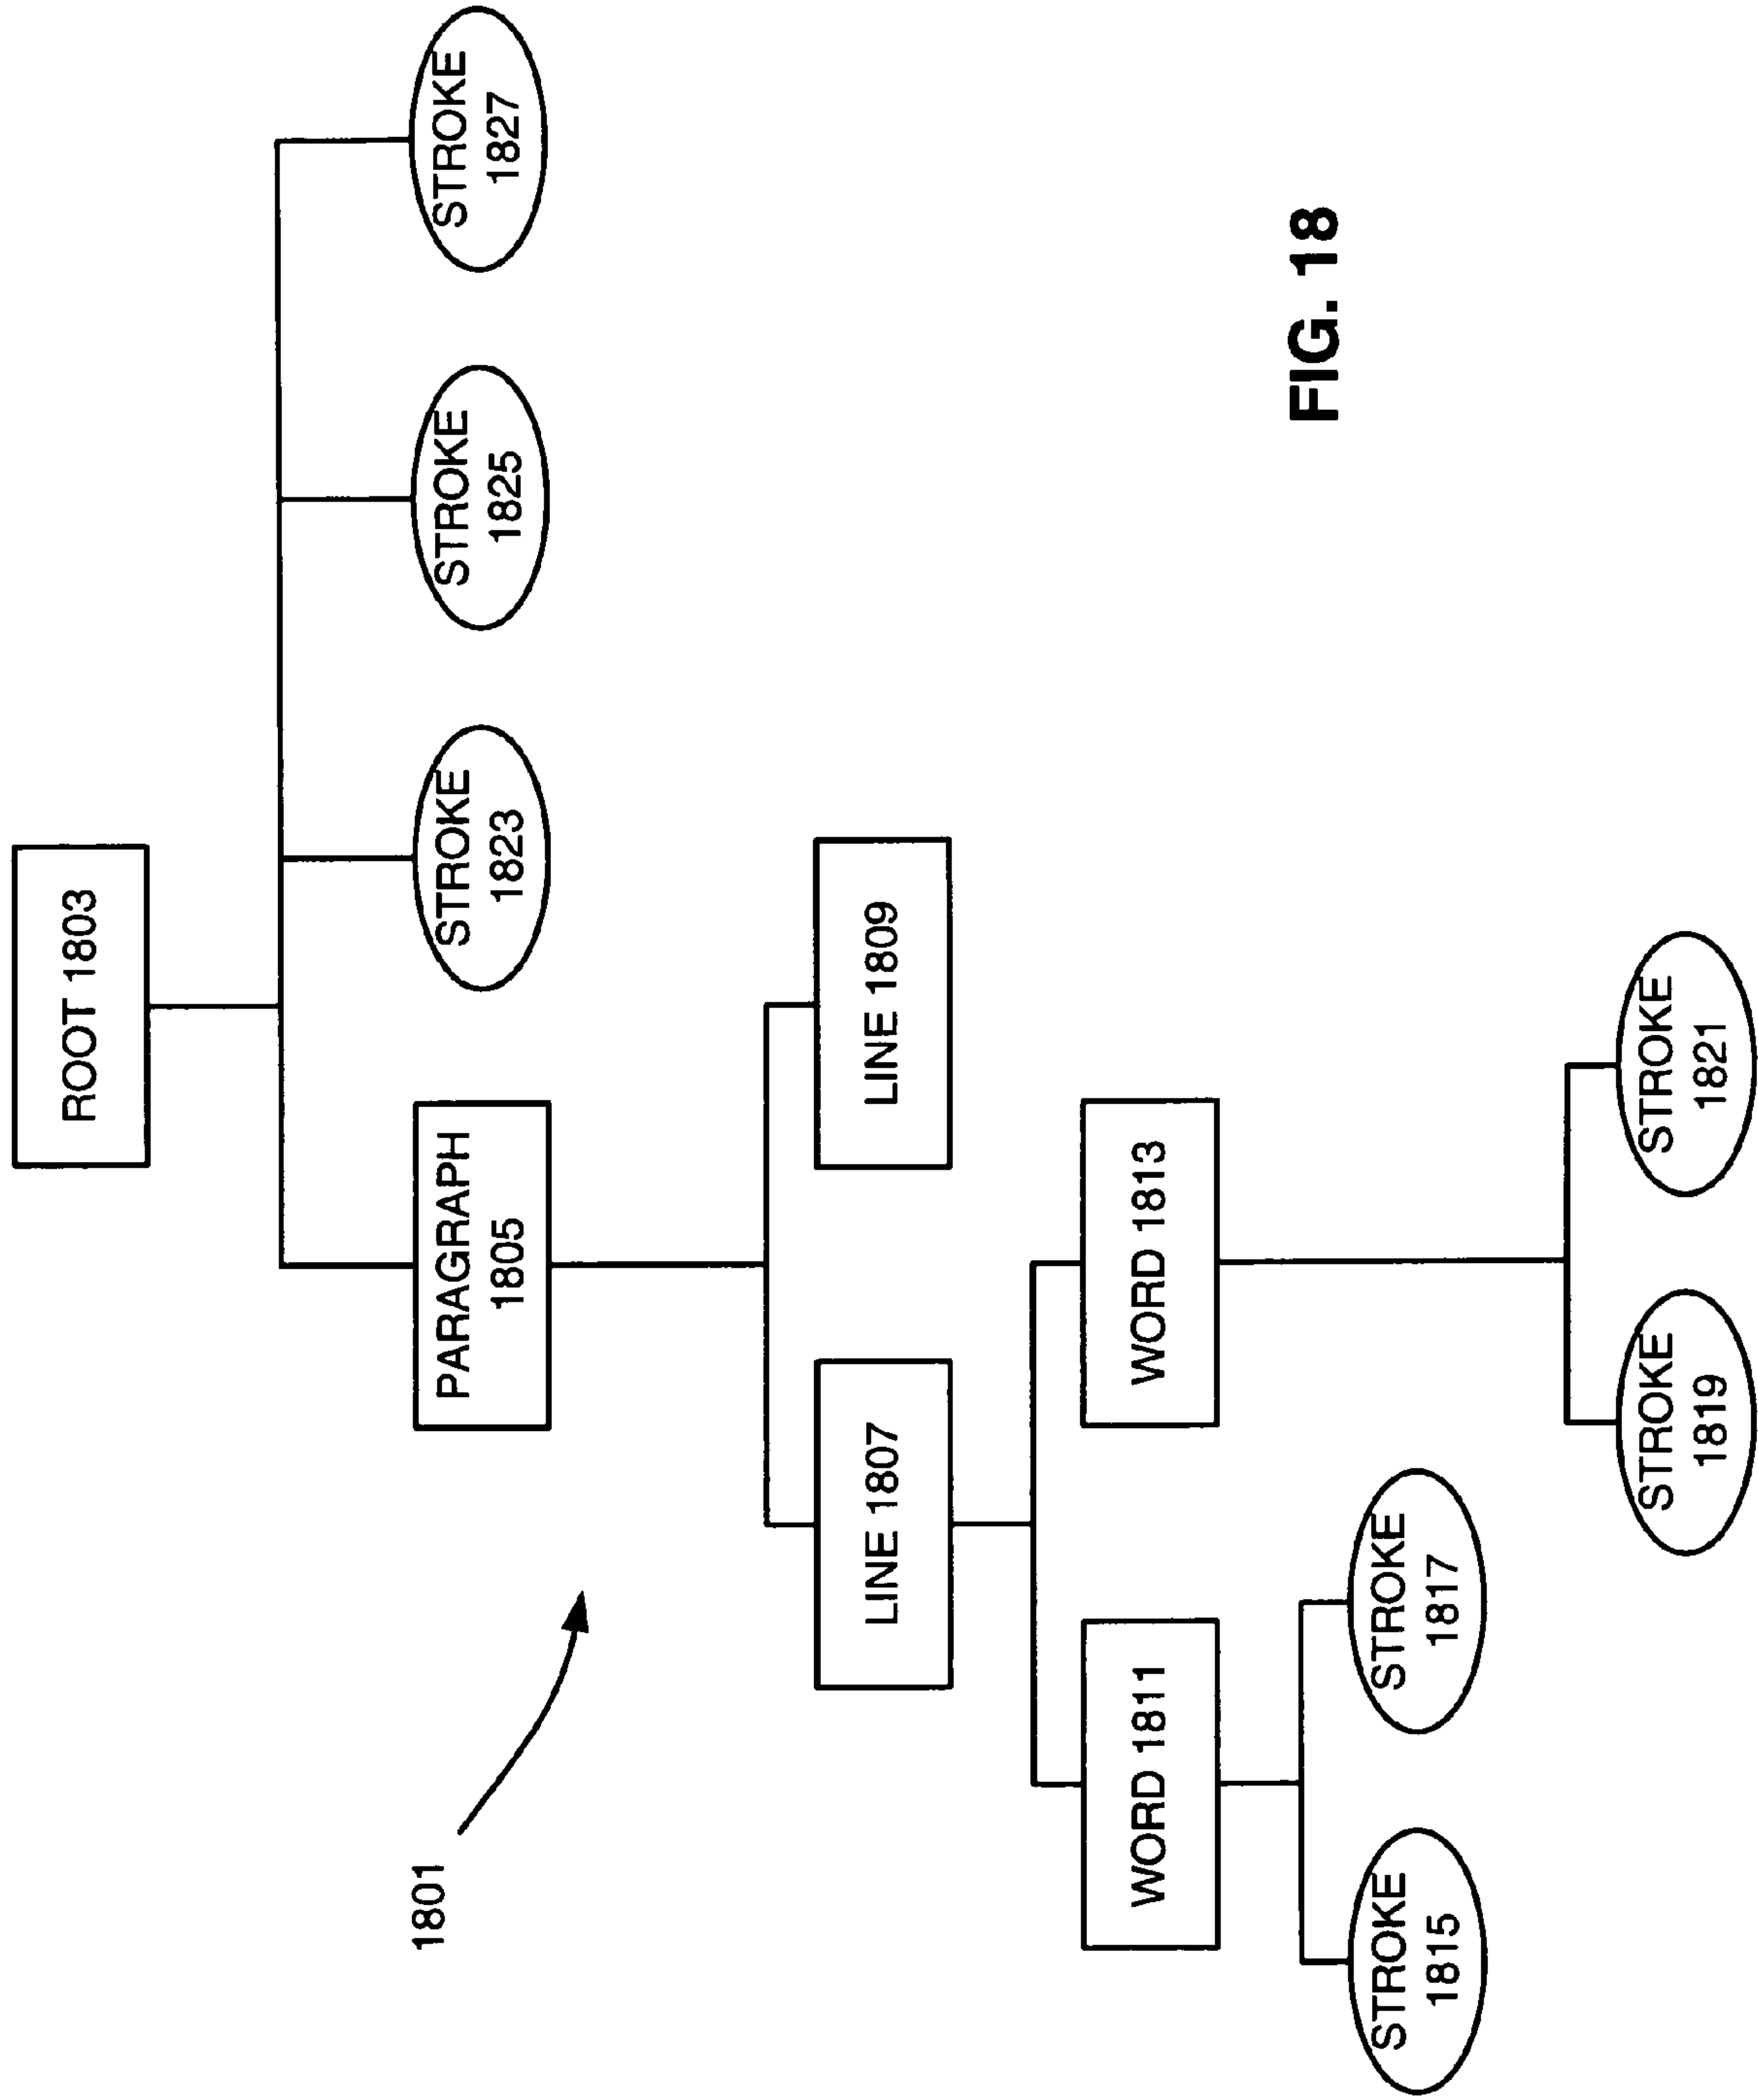 ROOT 1803
PARAGRAPH
1805
STROKE
1823
STROKE
1825
STROKE
1827
1801
LINE 1807
LINE 1809
WORD 1811
WORD 1813
STROKE
1815
STROKE
1817
STROKE
1819
STROKE
1821
FIG. 18